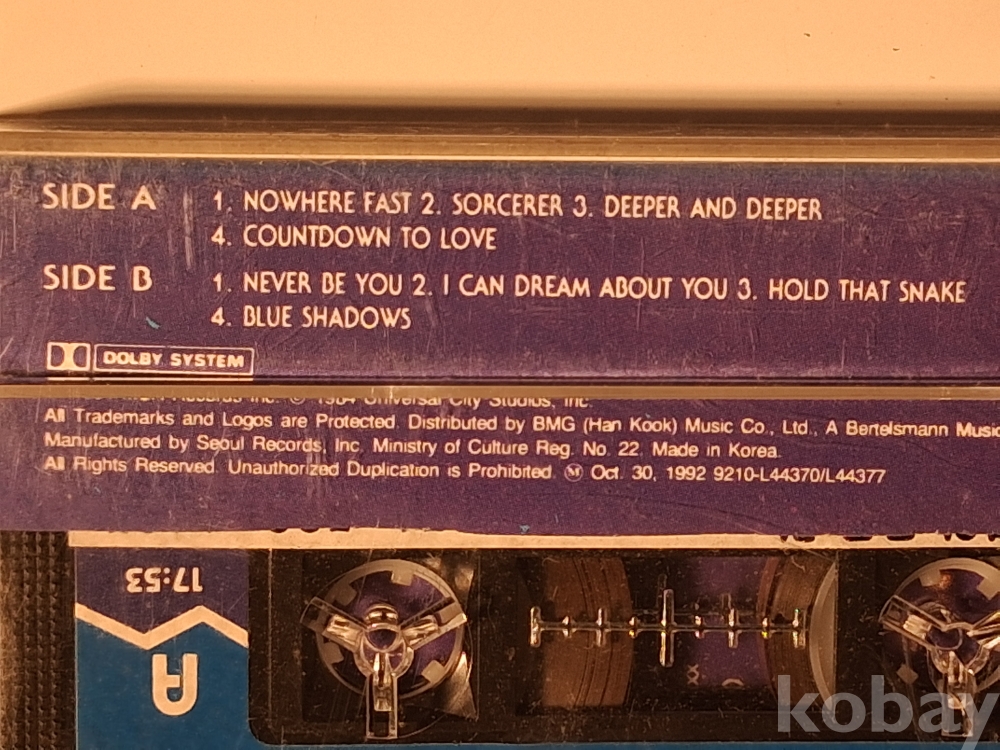 SIDE A 1. NOWHERE FAST 2. SORCERER 3. DEEPER AND DEEPER
4. COUNTDOWN TO LOVE
SIDE B 1. NEVER BE YOU 2. I CAN DREAM ABOUT YOU 3. HOLD THAT SNAKE
4. BLUE SHADOWS
DOLBY SYSTEM
Records Inc. © 1984 Universal City Studios, Inc.
All Trademarks and Logos are Protected. Distributed by BMG (Han Kook) Music Co., Ltd., A Bertelsmann Music
Manufactured by Seoul Records, Inc. Ministry of Culture Reg. No. 22. Made in Korea.
All Rights Reserved. Unauthorized Duplication is Prohibited. Ⓜ Oct. 30, 1992 9210-L44370/L44377
17:53
A
kobay